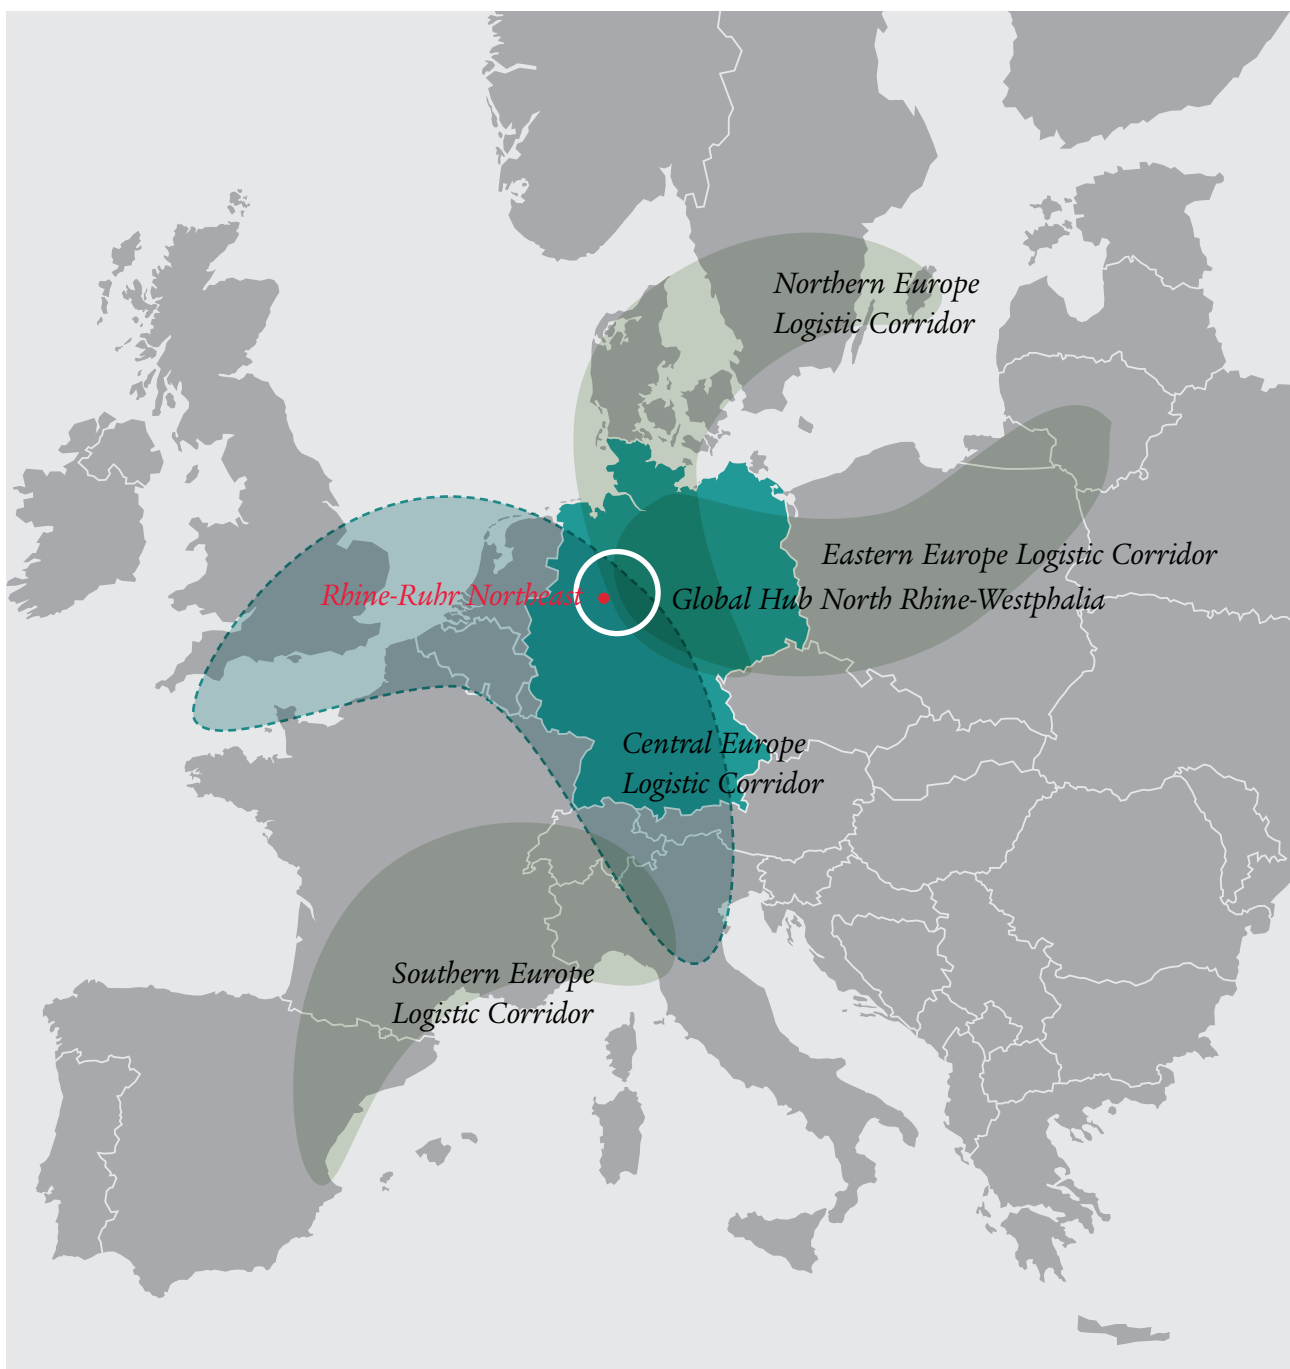 Northern Europe
Logistic Corridor
Eastern Europe Logistic Corridor
Rhine-Ruhr Northeast
Global Hub North Rhine-Westphalia
Central Europe
Logistic Corridor
Southern Europe
Logistic Corridor